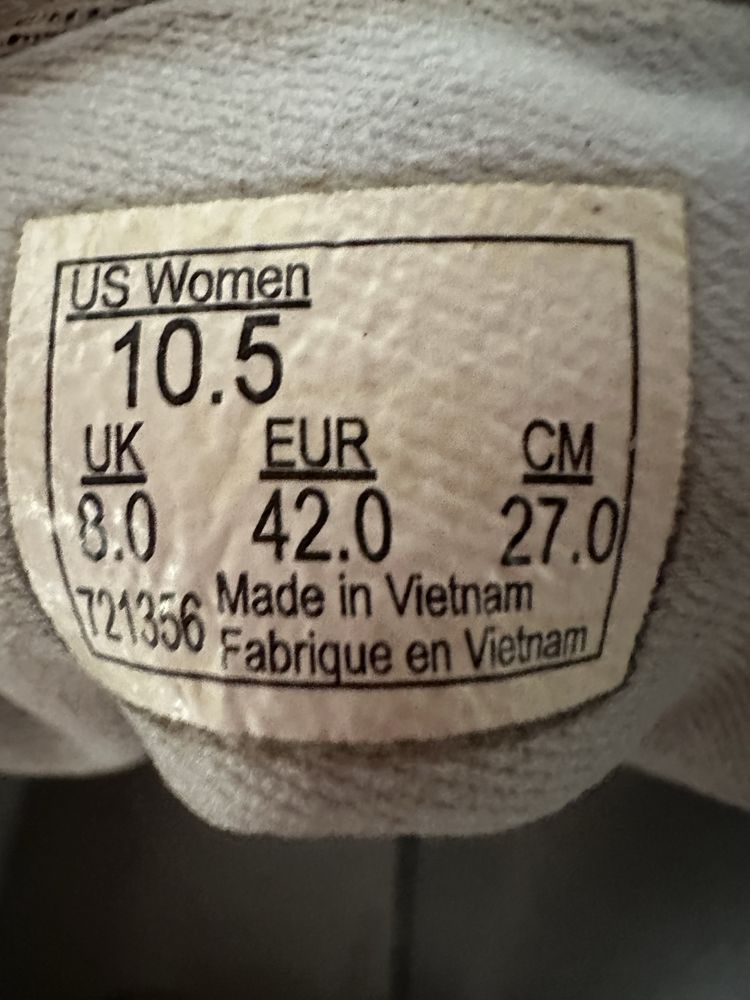 US Women
10.5
UK EUR CM
8.0 42.0 27.0
721356 Made in Vietnam
Fabrique en Vietnam